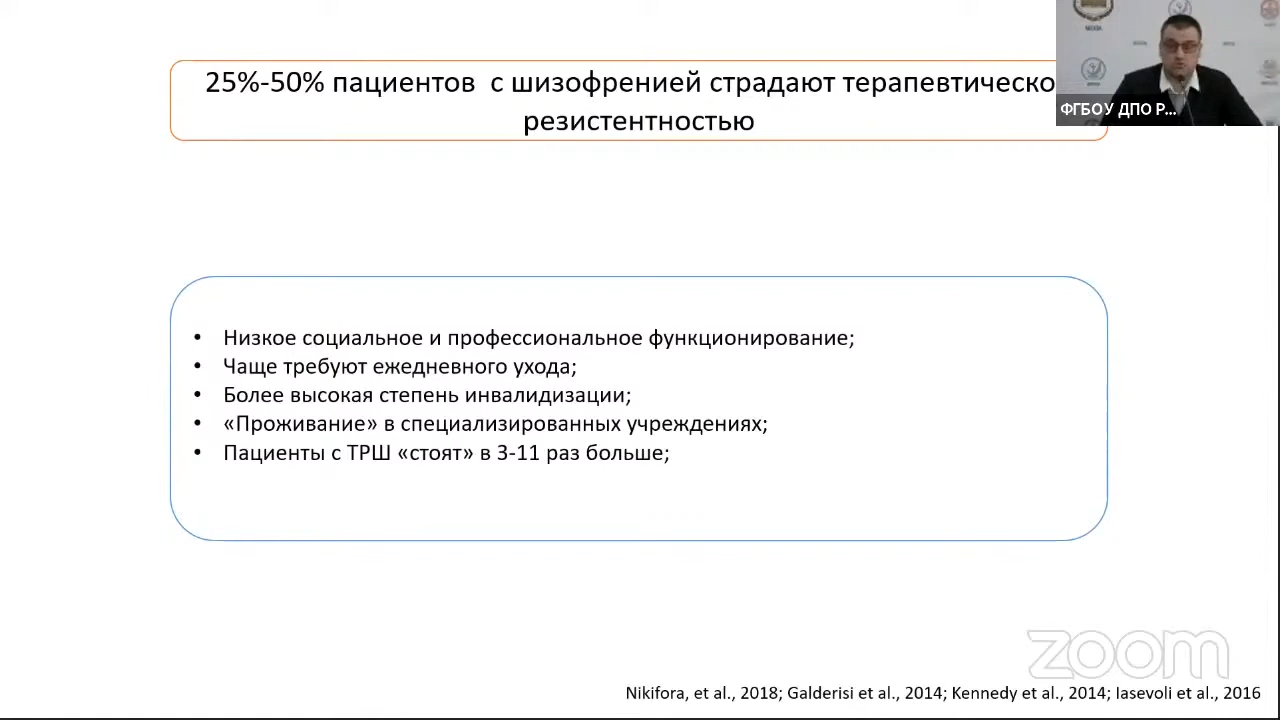 25%-50% пациентов с шизофренией страдают терапевтическо
резистентностью
ФГБОУ ДПО Р...
• Низкое социальное и профессиональное функционирование;
• Чаще требуют ежедневного ухода;
• Более высокая степень инвалидизации;
• «Проживание» в специализированных учреждениях;
• Пациенты с ТРШ «стоят» в 3-11 раз больше;
zoom
Nikifora, et al., 2018; Galderisi et al., 2014; Kennedy et al., 2014; Iasevoli et al., 2016